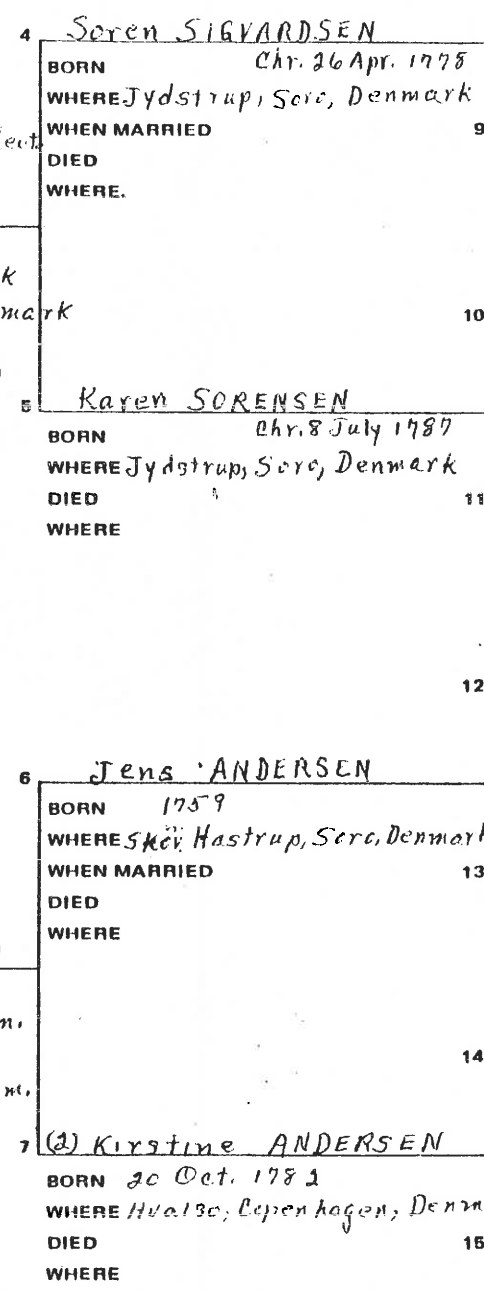 4 Soren SIGVARDSEN
BORN Chr. 26 Apr. 1778
WHERE Jydstrup, Soro, Denmark
WHEN MARRIED 9
DIED
WHERE.
k
mark 10
5 Karen SORENSEN
BORN Chr. 8 July 1787
WHERE Jydstrup, Soro, Denmark
DIED 11
WHERE
12
6 Jens ANDERSEN
BORN 1759
WHERE Hastrup, Soro, Denmark
WHEN MARRIED 13
DIED
WHERE
n.
14
7 (2) Kirstine ANDERSEN
BORN 20 Oct. 1782
WHERE Hvalso, Copenhagen, Denm
DIED 15
WHERE